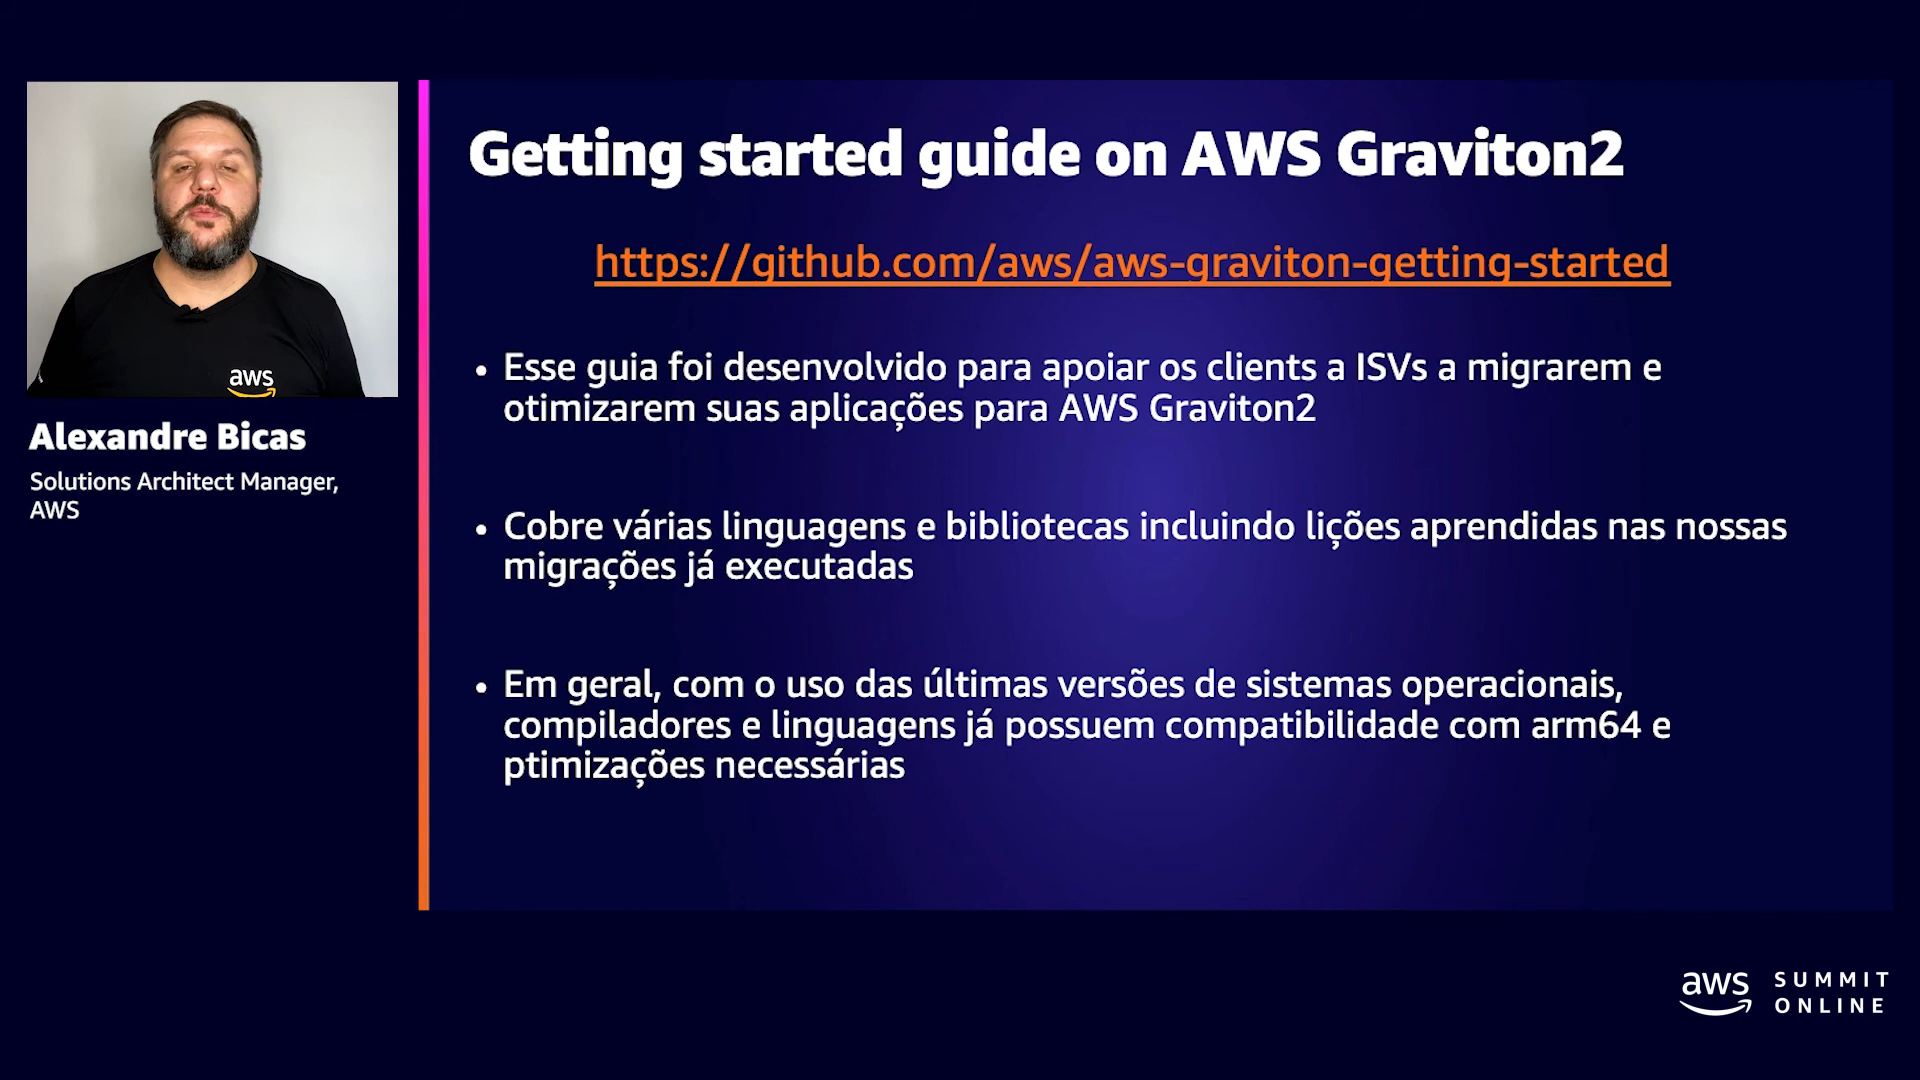 aws
Alexandre Bicas
Solutions Architect Manager,
AWS
Getting started guide on AWS Graviton2
https://github.com/aws/aws-graviton-getting-started
• Esse guia foi desenvolvido para apoiar os clients a ISVs a migrarem e
otimizarem suas aplicações para AWS Graviton2
• Cobre várias linguagens e bibliotecas incluindo lições aprendidas nas nossas
migrações já executadas
• Em geral, com o uso das últimas versões de sistemas operacionais,
compiladores e linguagens já possuem compatibilidade com arm64 e
ptimizações necessárias
aws SUMMIT
ONLINE